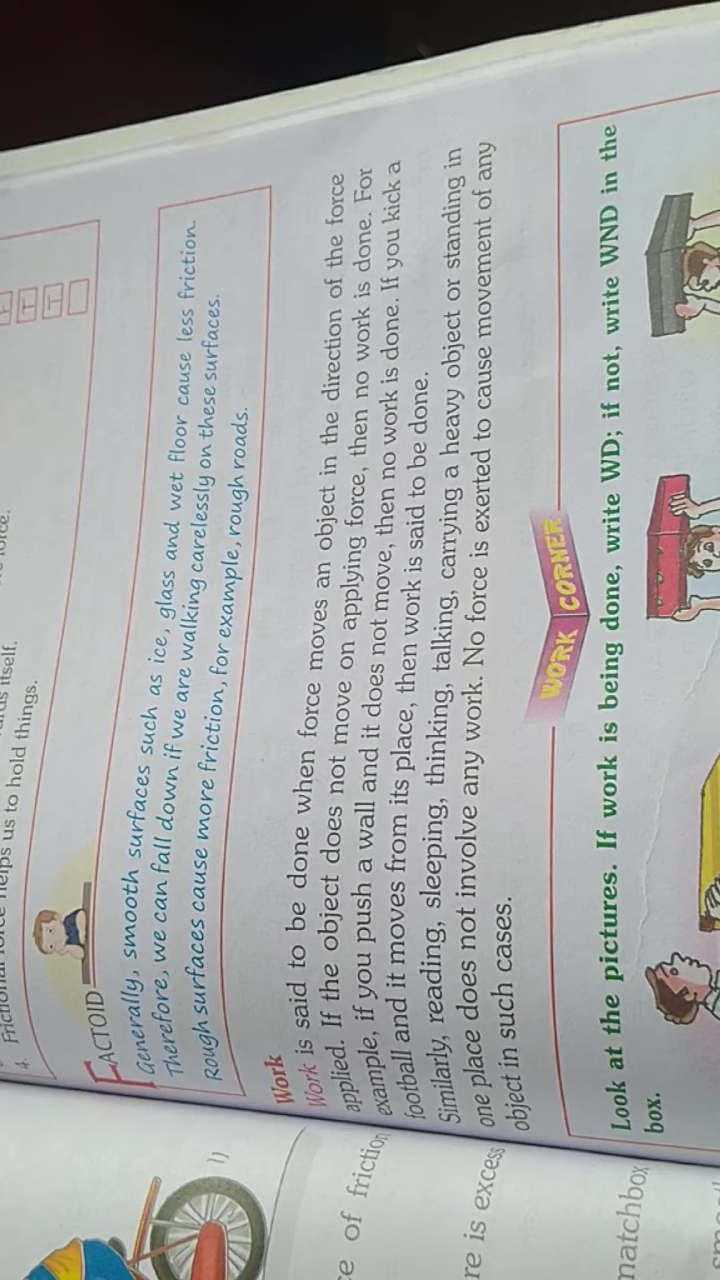 4. Frictional force helps us to hold things.
T
T
FACTOID
Generally, smooth surfaces such as ice, glass and wet floor cause less friction.
Therefore, we can fall down if we are walking carelessly on these surfaces.
Rough surfaces cause more friction, for example, rough roads.
Work
Work is said to be done when force moves an object in the direction of the force
applied. If the object does not move on applying force, then no work is done. For
example, if you push a wall and it does not move, then no work is done. If you kick a
football and it moves from its place, then work is said to be done.
Similarly, reading, sleeping, thinking, talking, carrying a heavy object or standing in
one place does not involve any work. No force is exerted to cause movement of any
object in such cases.
WORK CORNER
Look at the pictures. If work is being done, write WD; if not, write WND in the
box.
of friction
re is excess
matchbox